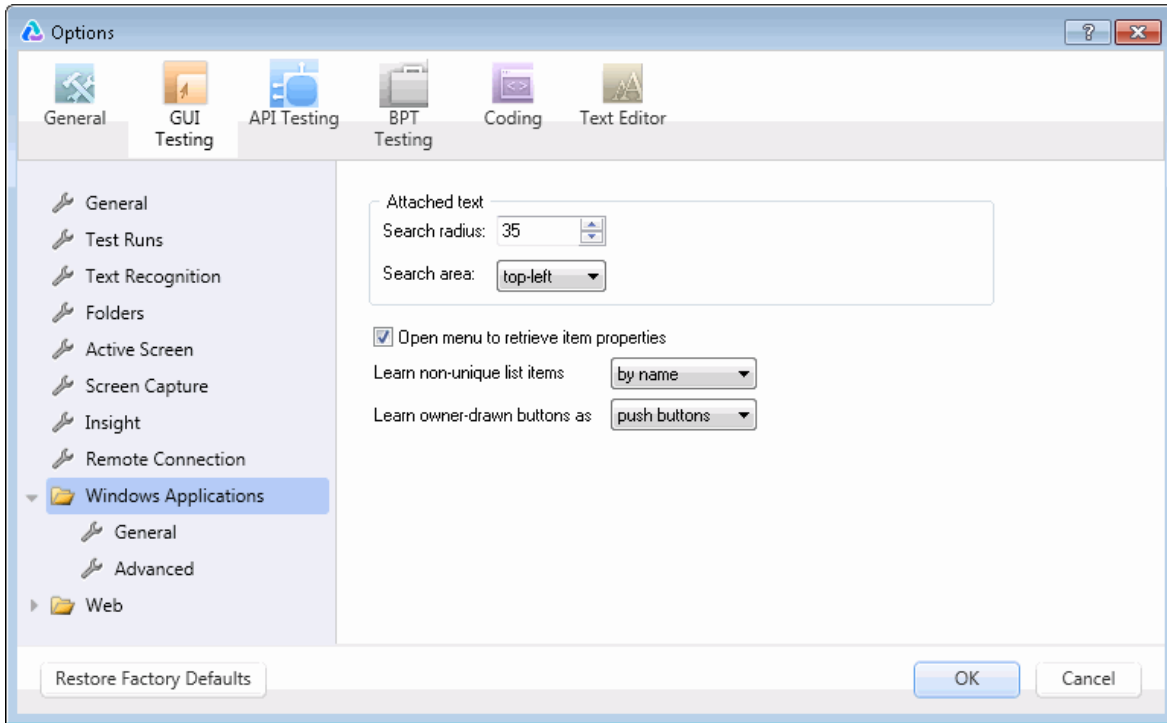 Options
General
GUI
Testing
API Testing
BPT
Testing
Coding
Text Editor
General
Test Runs
Text Recognition
Folders
Active Screen
Screen Capture
Insight
Remote Connection
Windows Applications
General
Advanced
Web
Attached text
Search radius: 35
Search area: top-left
Open menu to retrieve item properties
Learn non-unique list items by name
Learn owner-drawn buttons as push buttons
Restore Factory Defaults
OK
Cancel